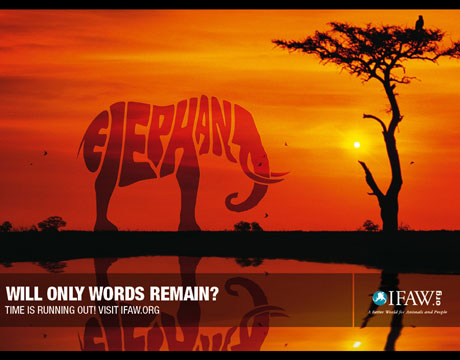 ELEPHANT
WILL ONLY WORDS REMAIN?
TIME IS RUNNING OUT! VISIT IFAW.ORG
IFAW.org
A Better World for Animals and People